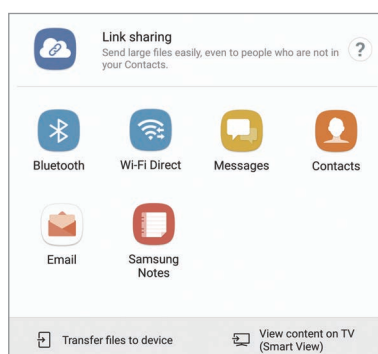 Link sharing
Send large files easily, even to people who are not in
your Contacts.
?
Bluetooth
Wi-Fi Direct
Messages
Contacts
Email
Samsung
Notes
Transfer files to device
View content on TV
(Smart View)